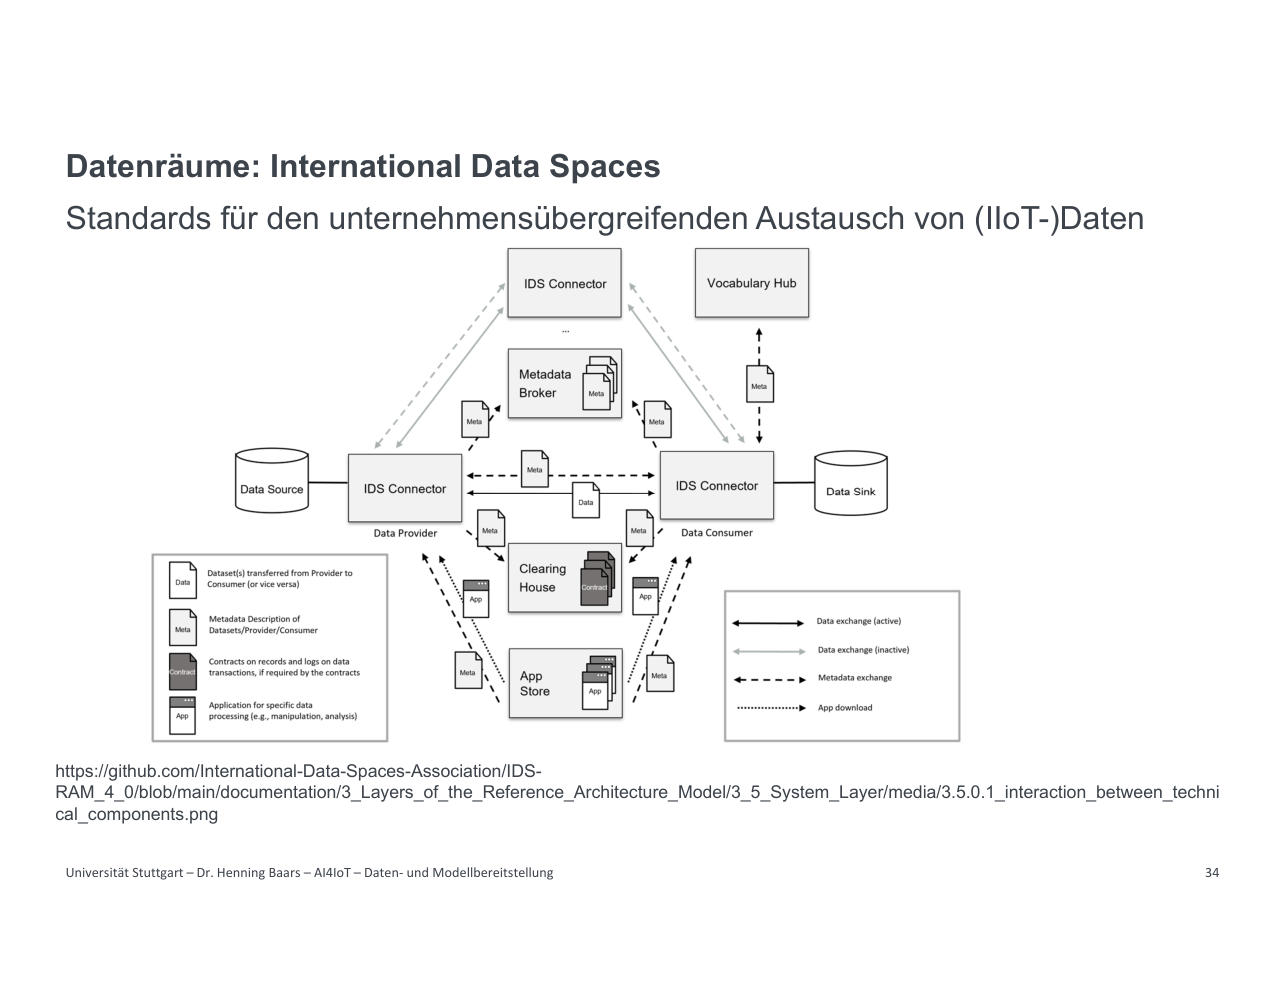 Datenräume: International Data Spaces
Standards für den unternehmensübergreifenden Austausch von (IIoT-)Daten
IDS Connector
Vocabulary Hub
...
Metadata
Broker
Meta
Meta
Meta
Meta
Data Source
IDS Connector
Meta
Data
IDS Connector
Data Sink
Data Provider
Data Consumer
Meta
Meta
Clearing
House
Contract
App
App
Meta
App
Store
App
Meta
Data
Dataset(s) transferred from Provider to
Consumer (or vice versa)
Meta
Metadata Description of
Datasets/Provider/Consumer
Contract
Contracts on records and logs on data
transactions, if required by the contracts
App
Application for specific data
processing (e.g., manipulation, analysis)
Data exchange (active)
Data exchange (inactive)
Metadata exchange
App download
https://github.com/International-Data-Spaces-Association/IDS-
RAM_4_0/blob/main/documentation/3_Layers_of_the_Reference_Architecture_Model/3_5_System_Layer/media/3.5.0.1_interaction_between_techni
cal_components.png
Universität Stuttgart – Dr. Henning Baars – AI4IoT – Daten- und Modellbereitstellung
34